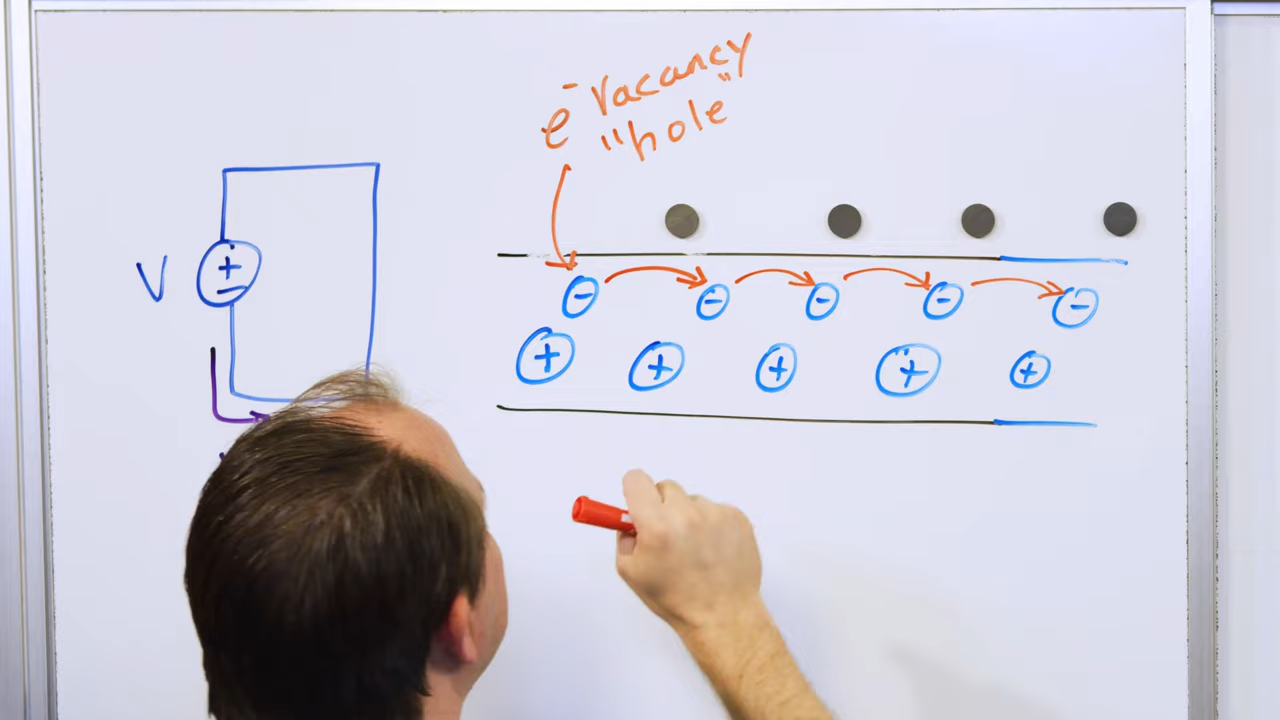 e⁻ vacancy
"hole"
V
+
−
− − − − −
+ + + + +